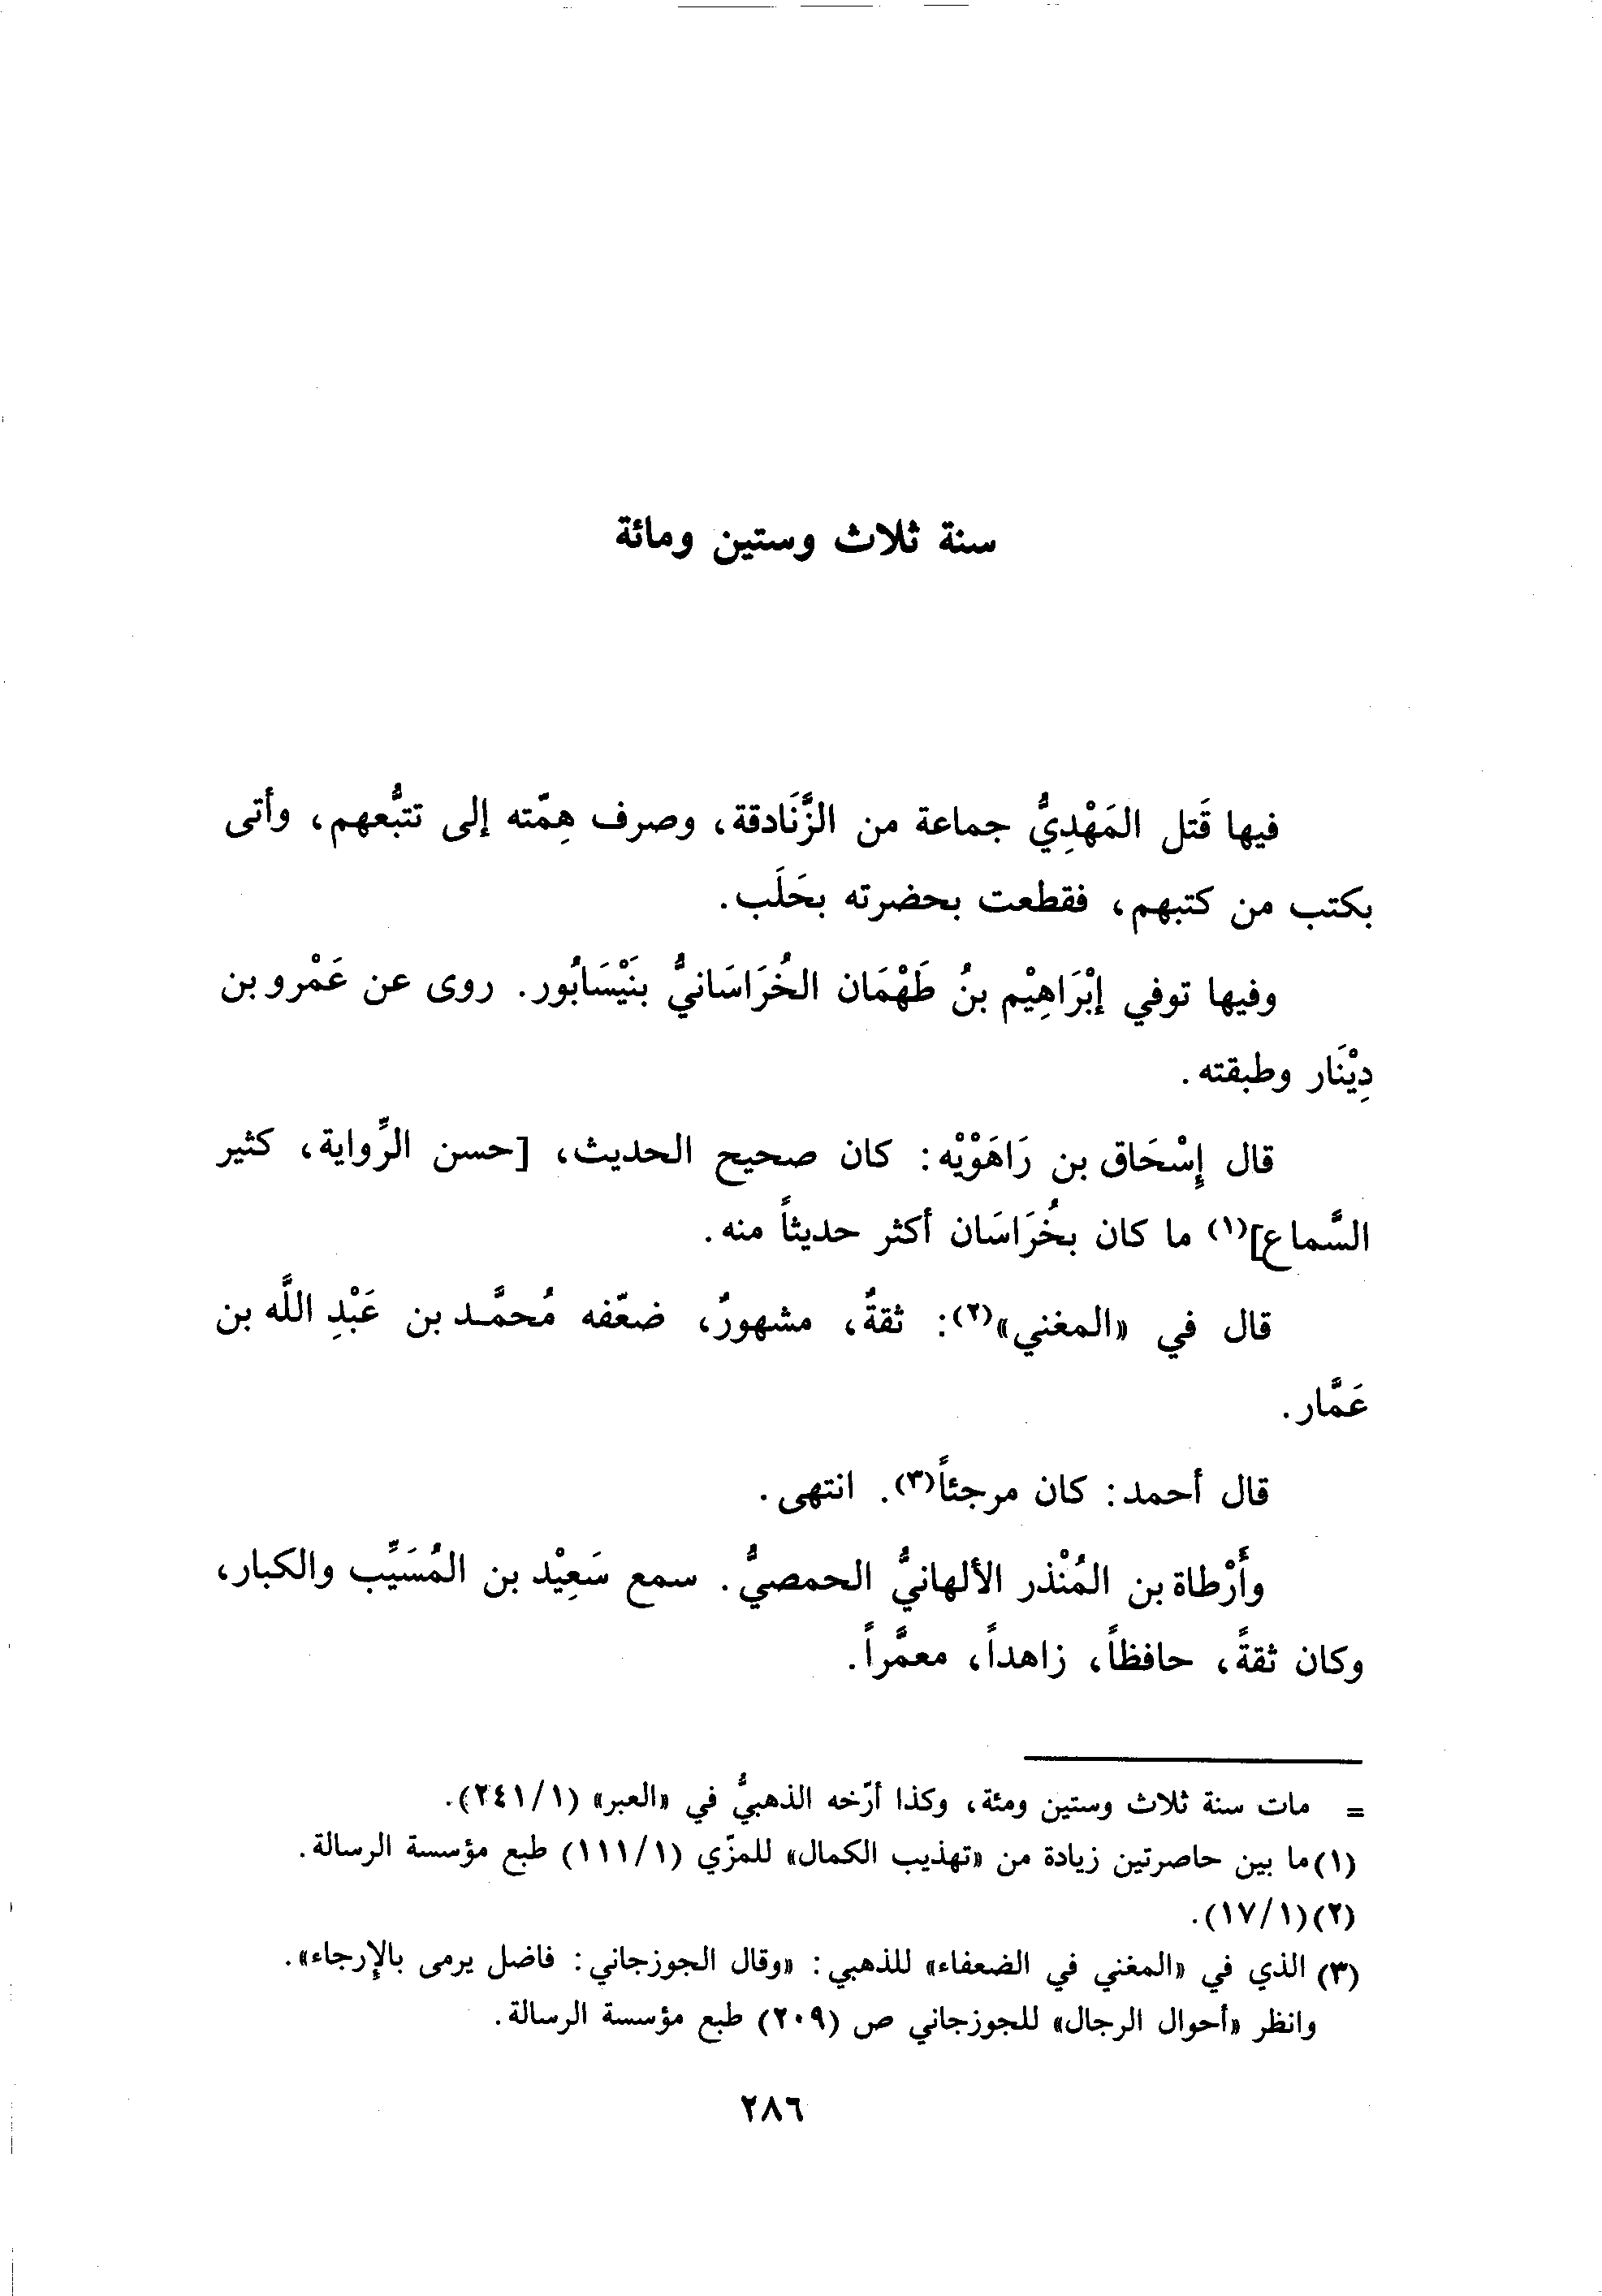 سنة ثلاث وستين ومائة
فيها قَتل المَهْدِيُّ جماعة من الزَّنَادقة، وصرف هِمّته إلى تتبُّعهم، وأتى
بكتب من كتبهم، فقطعت بحضرته بحَلَب.
وفيها توفي إبْرَاهِيْم بنُ طَهْمَان الخُرَاسَانيُّ بنَيْسَابُور. روى عن عَمْرو بن
دِيْنَار وطبقته.
قال إِسْحَاق بن رَاهَوْيْه: كان صحيح الحديث، [حسن الرِّواية، كثير
السَّماع](١) ما كان بخُرَاسَان أكثر حديثاً منه.
قال في «المغني»(٢): ثقةٌ، مشهورٌ، ضعّفه مُحمَّد بن عَبْدِ اللَّه بن
عَمَّار.
قال أحمد: كان مرجئاً(٣). انتهى.
وأَرْطاة بن المُنْذر الألهانيُّ الحمصيُّ. سمع سَعِيْد بن المُسَيِّب والكبار،
وكان ثقةً، حافظاً، زاهداً، معمَّراً.
= مات سنة ثلاث وستين ومئة، وكذا أرّخه الذهبيُّ في «العبر» (١/٢٤١).
(١) ما بين حاصرتين زيادة من «تهذيب الكمال» للمزّي (١/١١١) طبع مؤسسة الرسالة.
(٢) (١/١٧).
(٣) الذي في «المغني في الضعفاء» للذهبي: «وقال الجوزجاني: فاضل يرمى بالإرجاء».
وانظر «أحوال الرجال» للجوزجاني ص (٢٠٩) طبع مؤسسة الرسالة.
٢٨٦